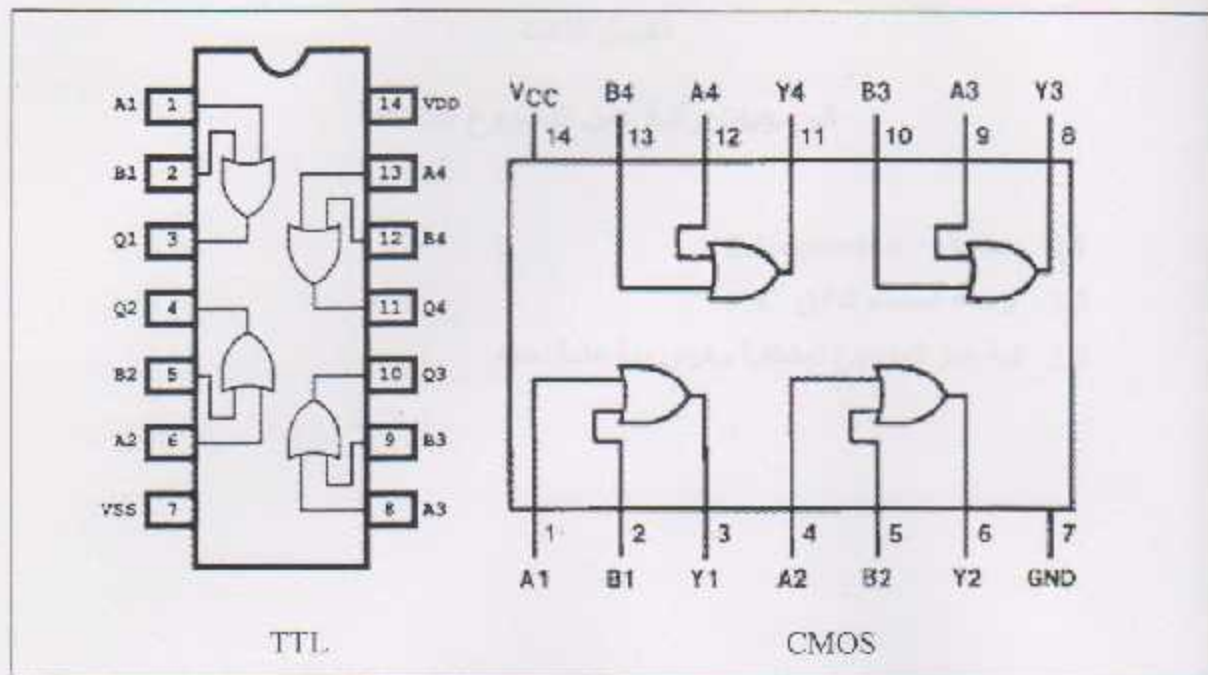 A1 1 14 VDD
B1 2 13 A4
Q1 3 12 B4
Q2 4 11 Q4
B2 5 10 Q3
A2 6 9 B3
VSS 7 8 A3
TTL
VCC B4 A4 Y4 B3 A3 Y3
14 13 12 11 10 9 8
1 2 3 4 5 6 7
A1 B1 Y1 A2 B2 Y2 GND
CMOS